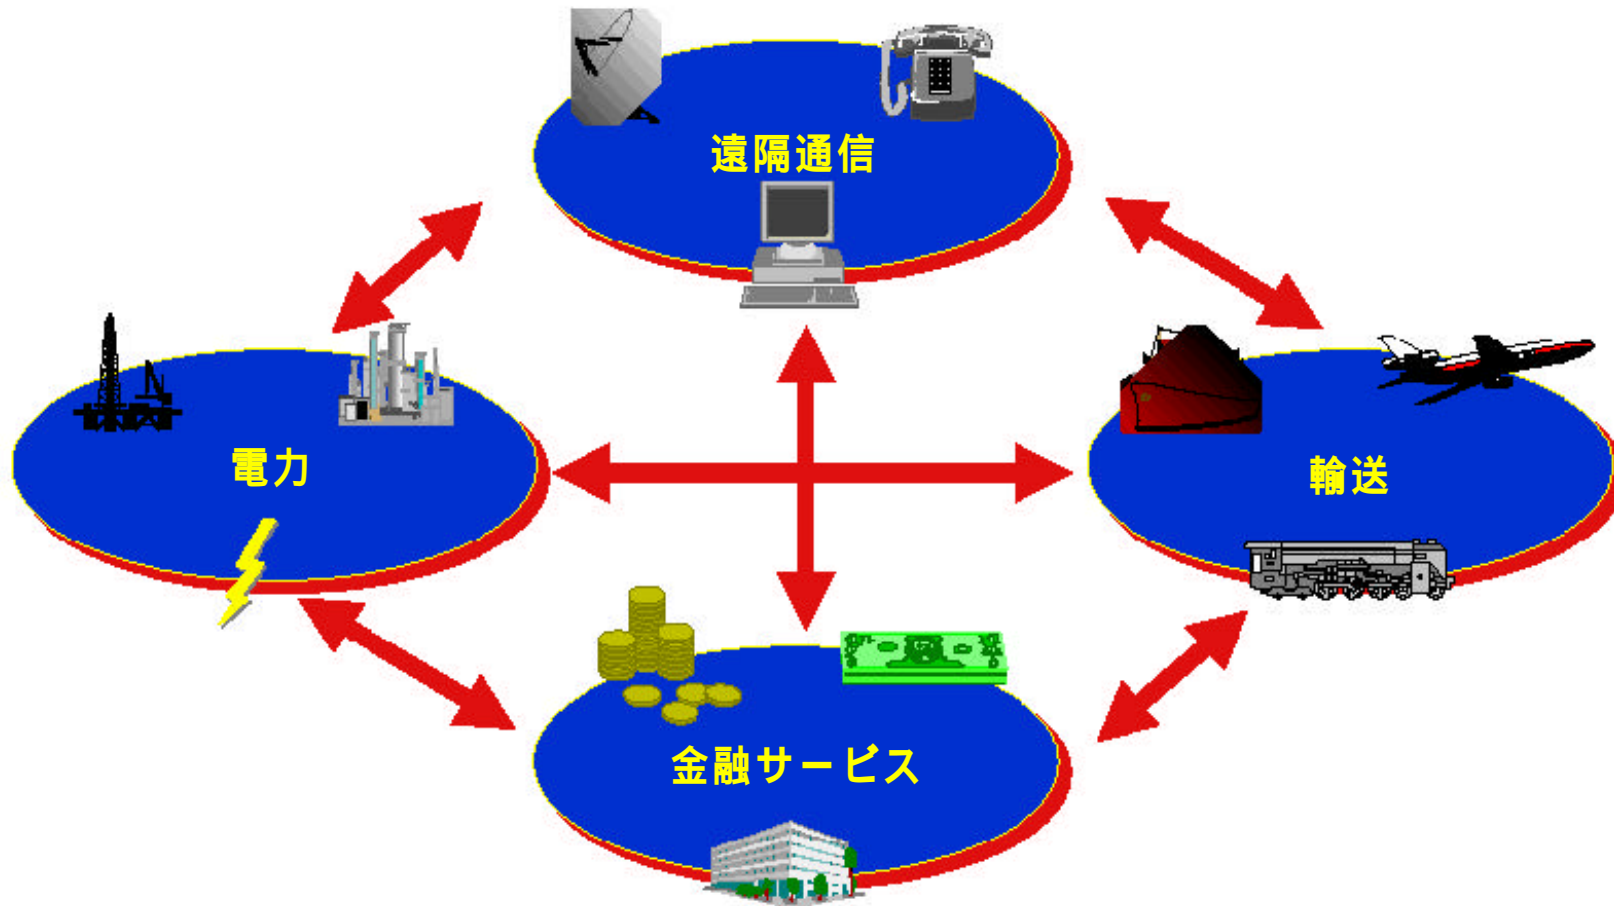 遠隔通信
電力
輸送
金融サービス